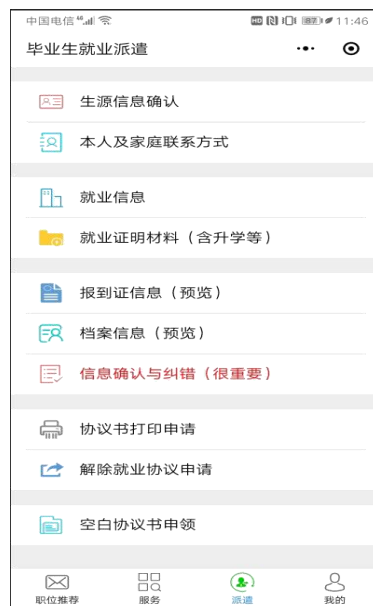 中国电信 HD 11:46
毕业生就业派遣
生源信息确认
本人及家庭联系方式
就业信息
就业证明材料（含升学等）
报到证信息（预览）
档案信息（预览）
信息确认与纠错（很重要）
协议书打印申请
解除就业协议申请
空白协议书申领
职位推荐 服务 派遣 我的